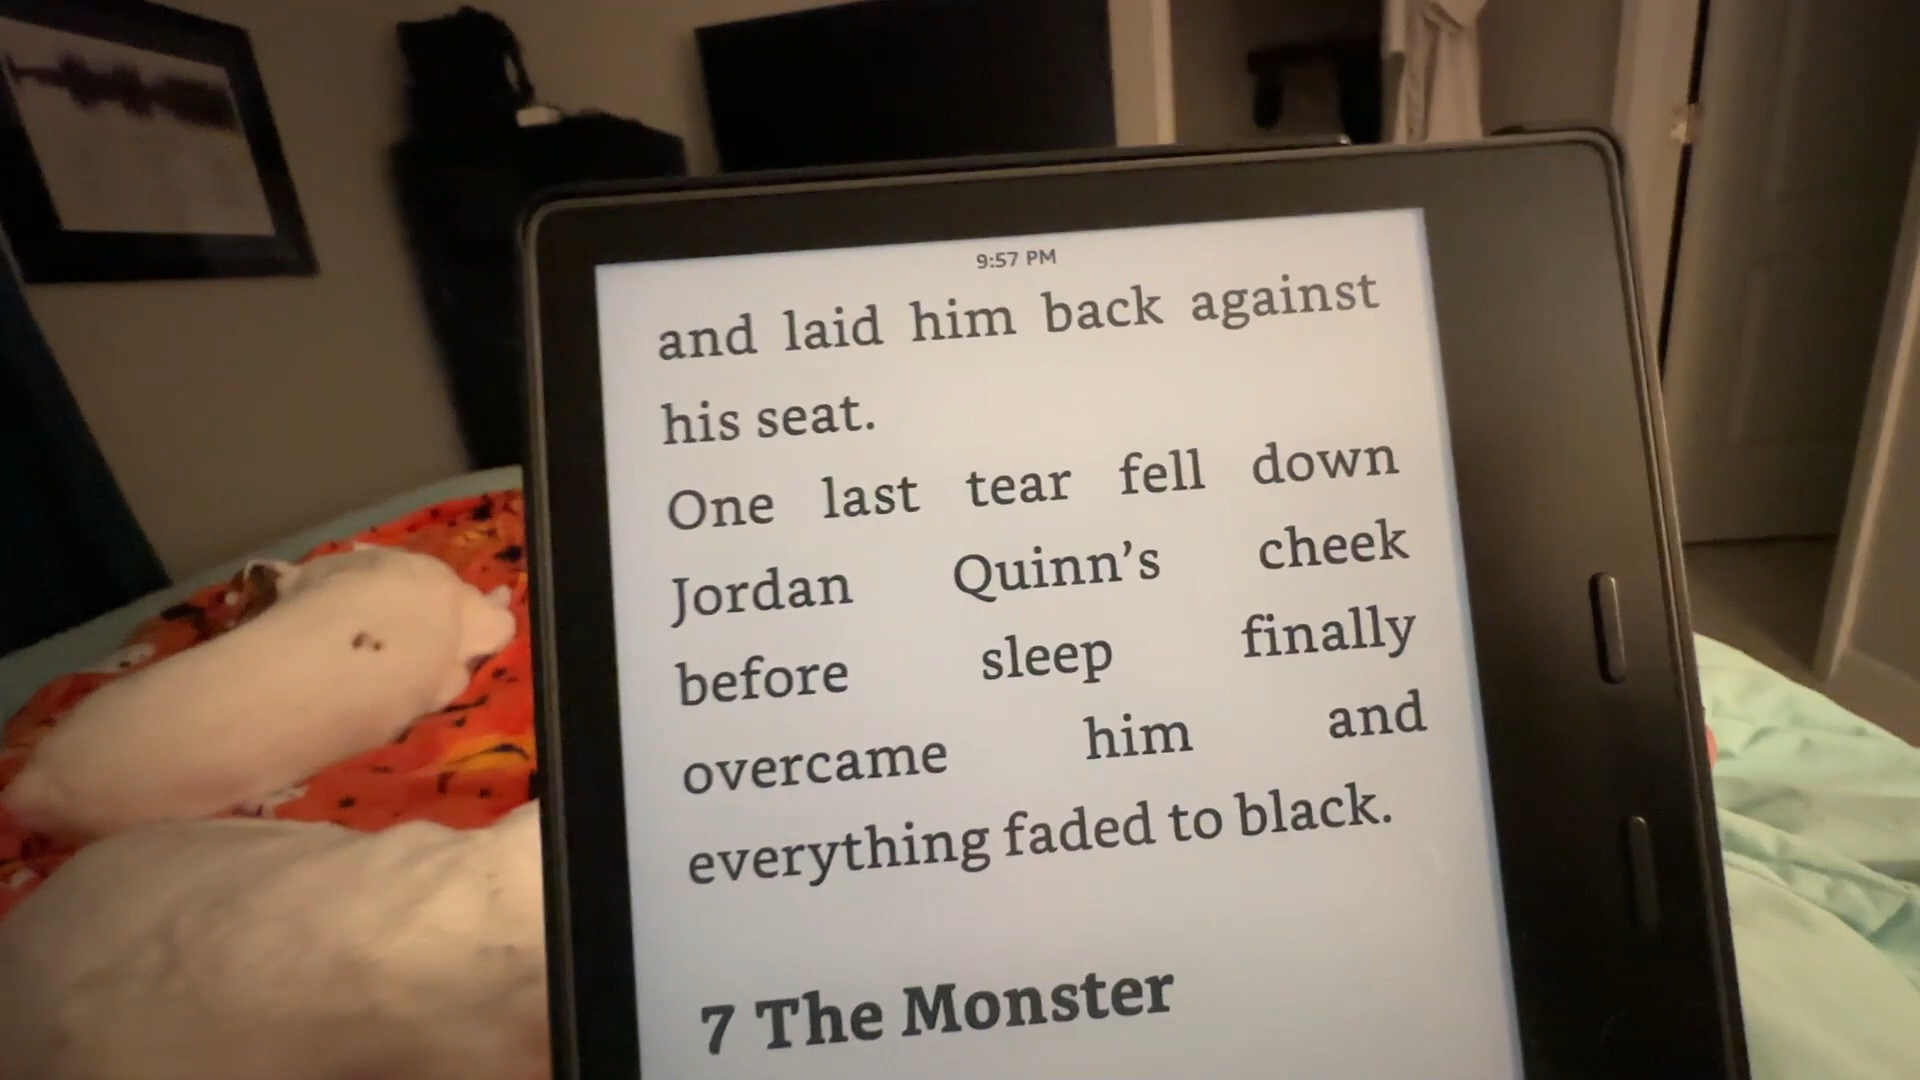 9:57 PM
and laid him back against
his seat.
One last tear fell down
Jordan Quinn’s cheek
before sleep finally
overcame him and
everything faded to black.
7 The Monster